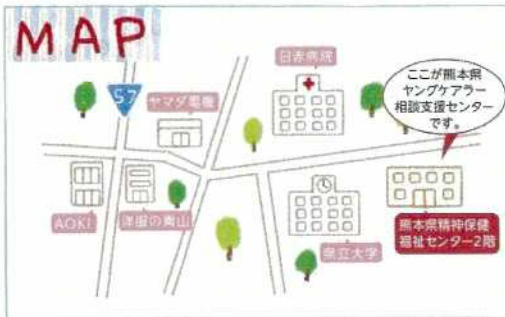 MAP
57
ヤマダ電機
日赤病院
ここが熊本県
ヤングケアラー
相談支援センター
です。
AOKI
洋服の青山
県立大学
熊本県精神保健
福祉センター2階